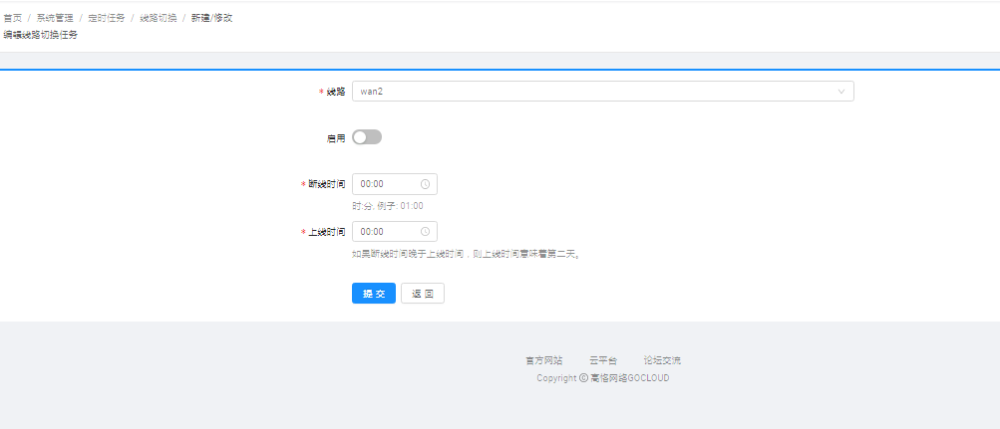 首页 / 系统管理 / 定时任务 / 线路切换 / 新建/修改
编辑线路切换任务
* 线路 wan2
启用
* 断线时间 00:00
时:分, 例子: 01:00
* 上线时间 00:00
如果断线时间晚于上线时间，则上线时间意味着第二天。
提 交 返 回
官方网站 云平台 论坛交流
Copyright © 高恪网络GOCLOUD